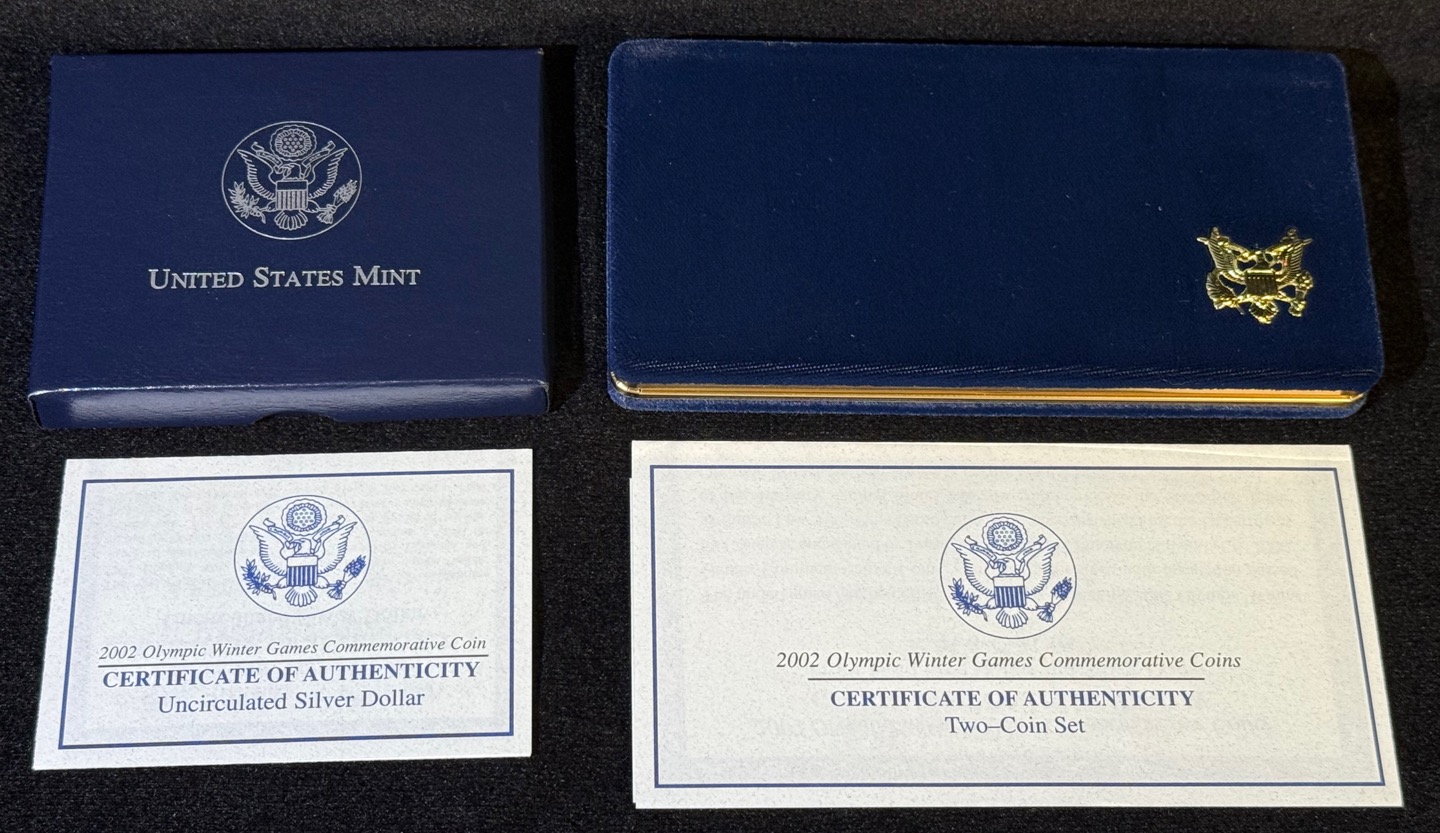 UNITED STATES MINT
2002 Olympic Winter Games Commemorative Coin
CERTIFICATE OF AUTHENTICITY
Uncirculated Silver Dollar
2002 Olympic Winter Games Commemorative Coins
CERTIFICATE OF AUTHENTICITY
Two–Coin Set